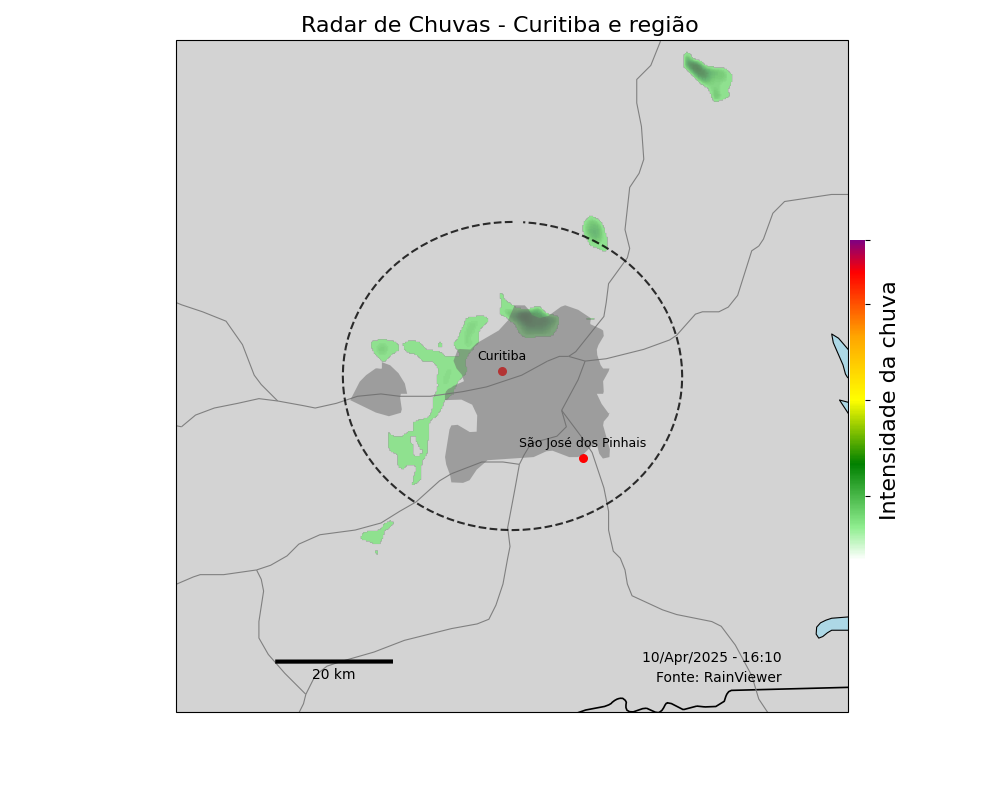 Radar de Chuvas - Curitiba e região
Curitiba
São José dos Pinhais
Intensidade da chuva
20 km
10/Apr/2025 - 16:10
Fonte: RainViewer